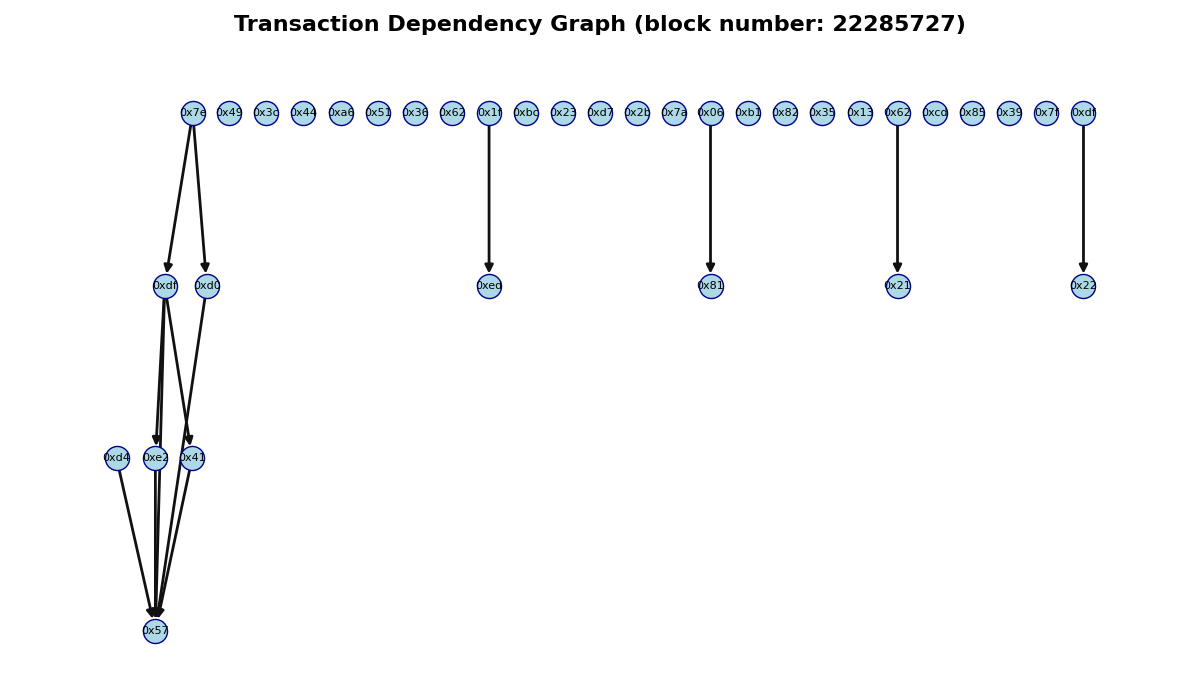 Transaction Dependency Graph (block number: 22285727)
0x7e 0x49 0x3c 0x44 0xa6 0x51 0x36 0x62 0x1f 0xbc 0x23 0xd7 0x2b 0x7a 0x06 0xb1 0x82 0x35 0x13 0x62 0xcd 0x85 0x39 0x7f 0xdf
0xdf 0xd0 0xed 0x81 0x21 0x22
0xd4 0xe2 0x41
0x57